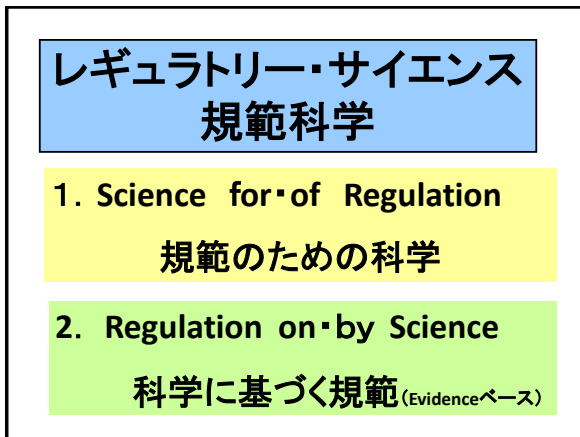 レギュラトリー・サイエンス
規範科学
１. Science for・of Regulation
規範のための科学
2. Regulation on・by Science
科学に基づく規範(Evidenceベース)